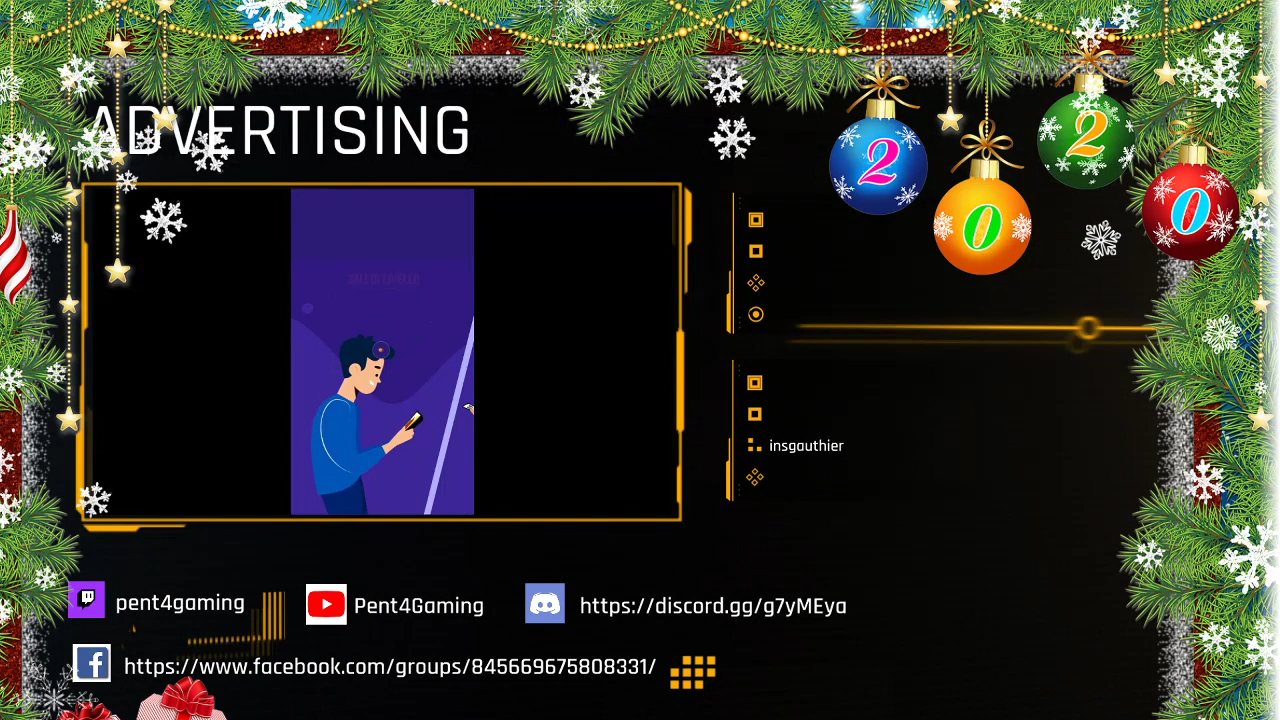 ADVERTISING
2 0 2 0
insgauthier
pent4gaming
Pent4Gaming
https://discord.gg/g7yMEya
https://www.facebook.com/groups/845669675808331/